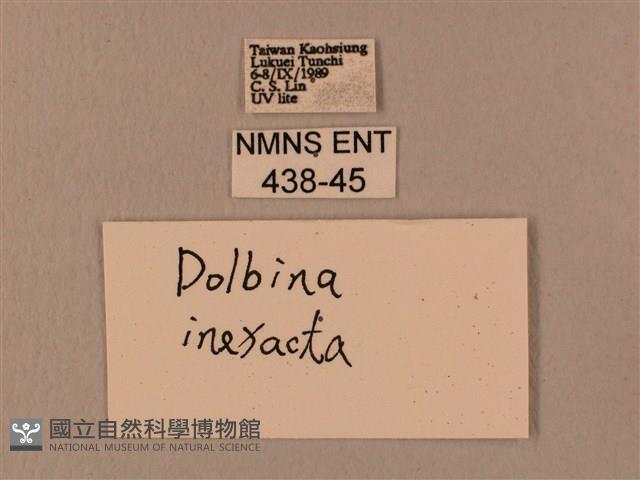 Taiwan Kaohsiung
Lukuei Tunchi
6-8/IX/1989
C. S. Lin
UV lite
NMNS ENT
438-45
Dolbina
inexacta
國立自然科學博物館
NATIONAL MUSEUM OF NATURAL SCIENCE